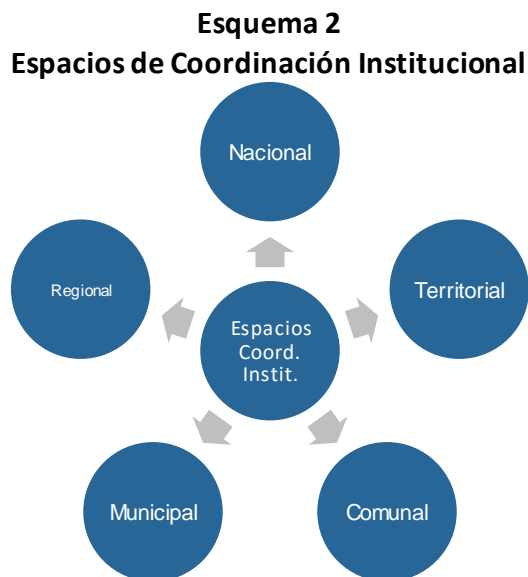 Esquema 2
Espacios de Coordinación Institucional
Nacional
Regional
Territorial
Espacios
Coord.
Instit.
Municipal
Comunal